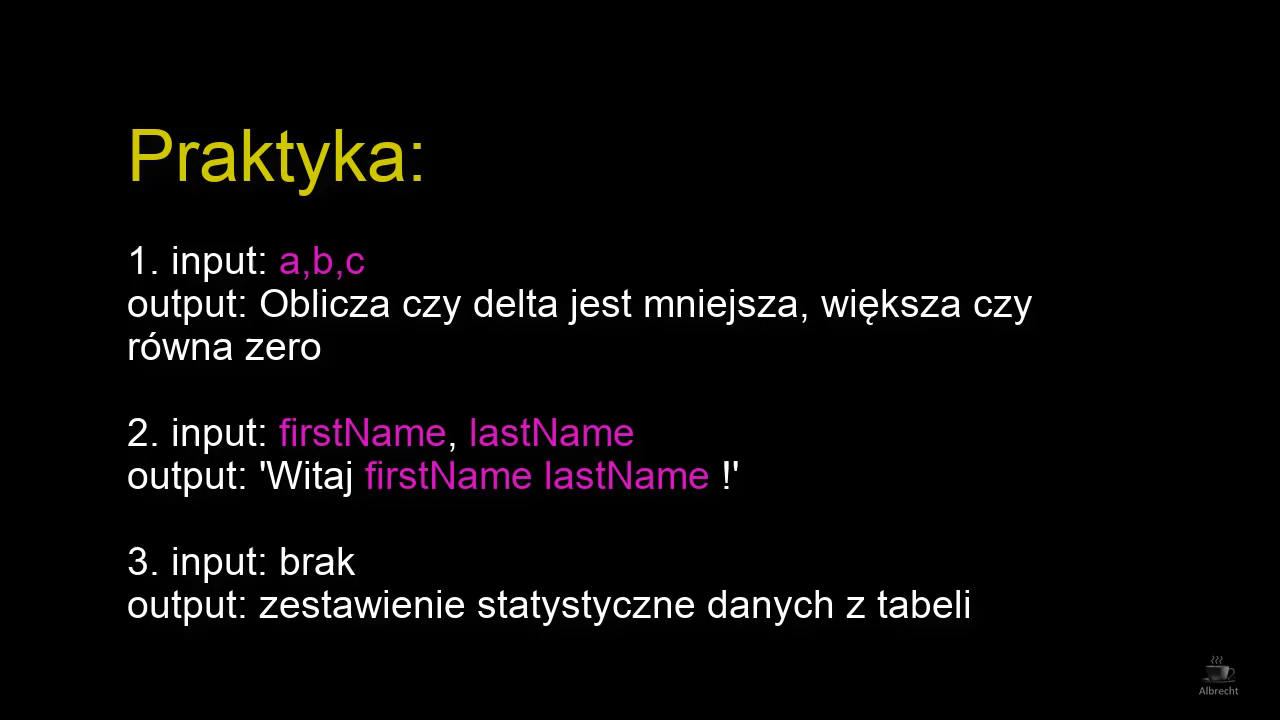 Praktyka:
1. input: a,b,c
output: Oblicza czy delta jest mniejsza, większa czy
równa zero
2. input: firstName, lastName
output: 'Witaj firstName lastName !'
3. input: brak
output: zestawienie statystyczne danych z tabeli
Albrecht